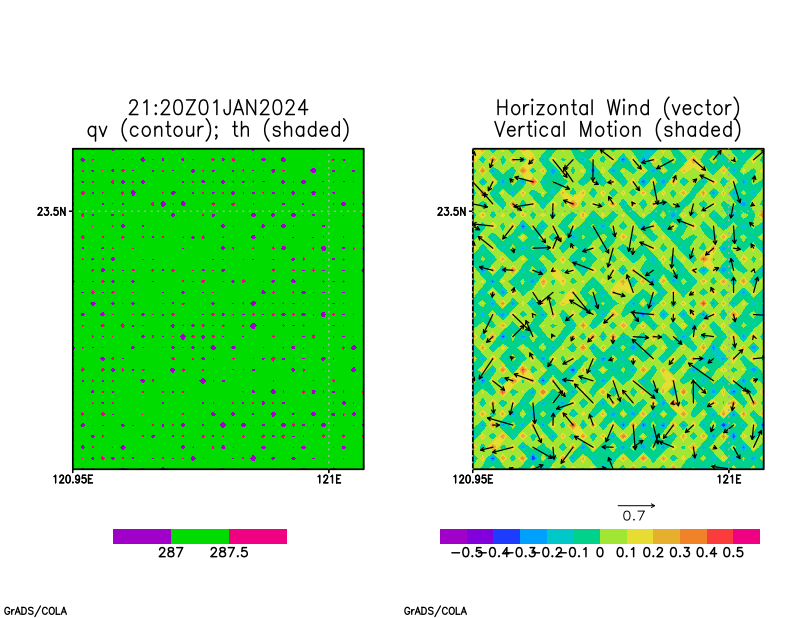 21:20Z01JAN2024
qv (contour); th (shaded)
23.5N
120.95E
121E
287
287.5
Horizontal Wind (vector)
Vertical Motion (shaded)
23.5N
120.95E
121E
0.7
-0.5 -0.4 -0.3 -0.2 -0.1 0 0.1 0.2 0.3 0.4 0.5
GrADS/COLA
GrADS/COLA